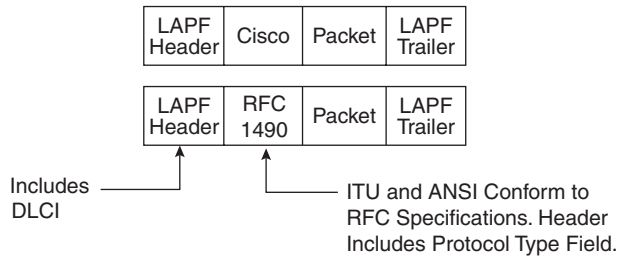 LAPF Header Cisco Packet LAPF Trailer
LAPF Header RFC 1490 Packet LAPF Trailer
Includes
DLCI
ITU and ANSI Conform to
RFC Specifications. Header
Includes Protocol Type Field.